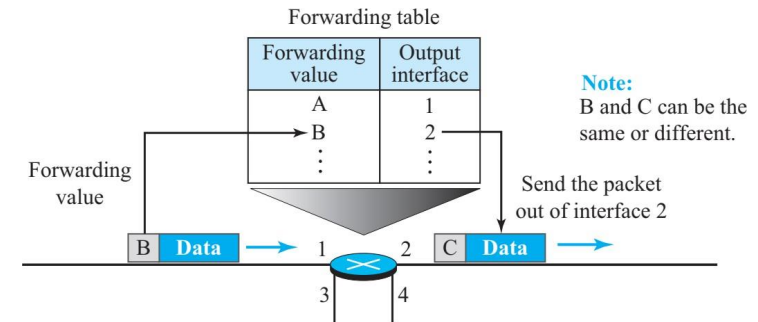 Forwarding table
Forwarding value
Output interface
A 1
B 2
⋮ ⋮
Note:
B and C can be the
same or different.
Forwarding
value
Send the packet
out of interface 2
B Data
1
2
C Data
3
4